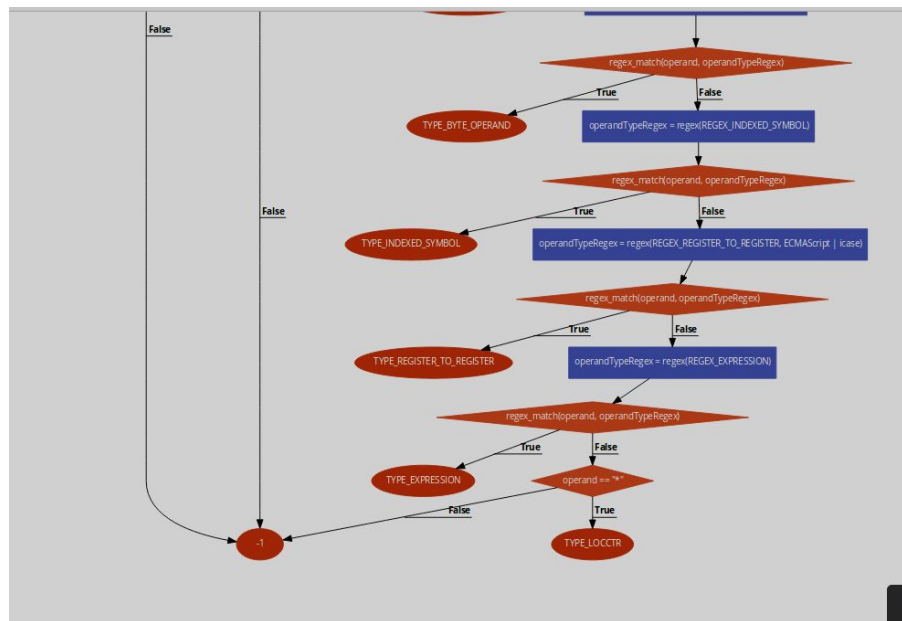 False
regex_match(operand, operandTypeRegex)
True
False
TYPE_BYTE_OPERAND
operandTypeRegex = regex(REGEX_INDEXED_SYMBOL)
regex_match(operand, operandTypeRegex)
False
True
False
TYPE_INDEXED_SYMBOL
operandTypeRegex = regex(REGEX_REGISTER_TO_REGISTER, ECMAScript | icase)
regex_match(operand, operandTypeRegex)
True
False
TYPE_REGISTER_TO_REGISTER
operandTypeRegex = regex(REGEX_EXPRESSION)
regex_match(operand, operandTypeRegex)
True
False
TYPE_EXPRESSION
operand == "*"
False
True
-1
TYPE_LOCCTR